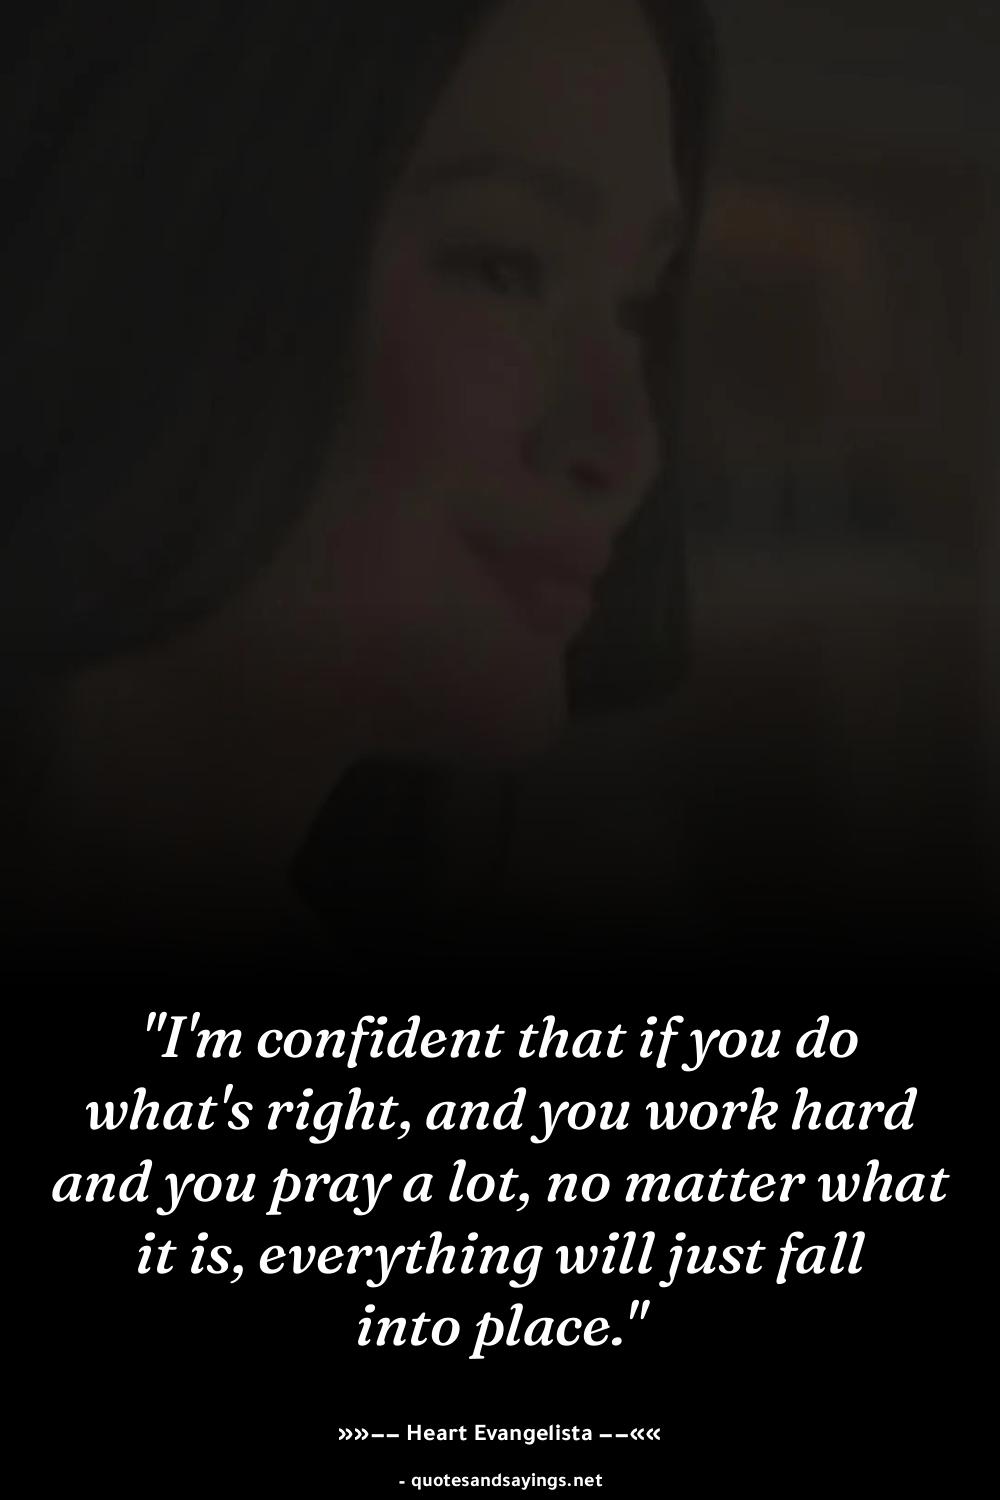 "I'm confident that if you do
what's right, and you work hard
and you pray a lot, no matter what
it is, everything will just fall
into place."
»»−− Heart Evangelista −−««
- quotesandsayings.net